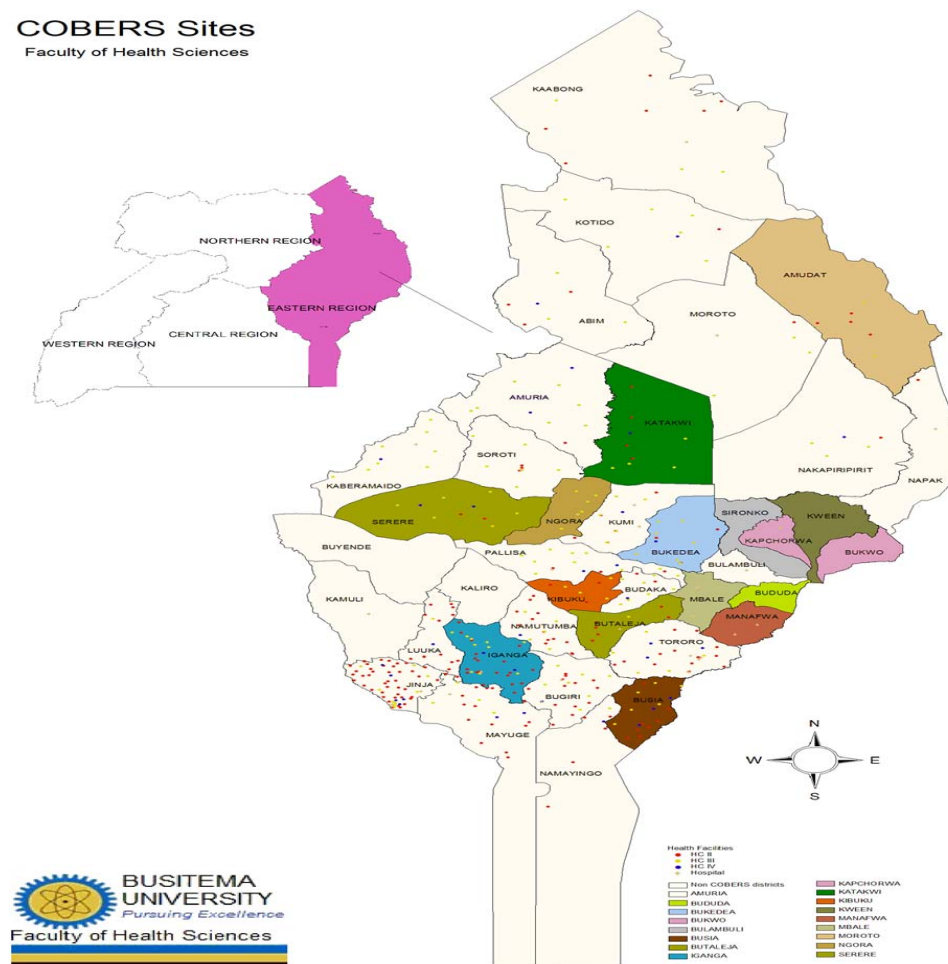 COBERS Sites
Faculty of Health Sciences
KAABONG
KOTIDO
NORTHERN REGION
AMUDAT
EASTERN REGION
MOROTO
ABIM
CENTRAL REGION
WESTERN REGION
AMURIA
KATAKWI
SOROTI
NAKAPIRIPIRIT
NAPAK
KABERAMAIDO
SERERE
NGORA
KUMI
SIRONKO
KWEEN
KAPCHORWA
BUYENDE
PALLISA
BUKEDEA
BUKWO
BULAMBULI
KALIRO
BUDAKA
KAMULI
KIBUKU
MBALE
BUDUDA
NAMUTUMBA
BUTALEJA
MANAFWA
TORORO
LUUKA
IGANGA
JINJA
BUGIRI
BUSIA
MAYUGE
NAMAYINGO
N
W E
S
Health Facilities
HC II
HC III
HC IV
Hospital
Non COBERS districts
AMURIA
BUDUDA
BUKEDEA
BUKWO
BULAMBULI
BUSIA
BUTALEJA
IGANGA
KAPCHORWA
KATAKWI
KIBUKU
KWEEN
MANAFWA
MBALE
MOROTO
NGORA
SERERE
BUSITEMA
UNIVERSITY
Pursuing Excellence
Faculty of Health Sciences